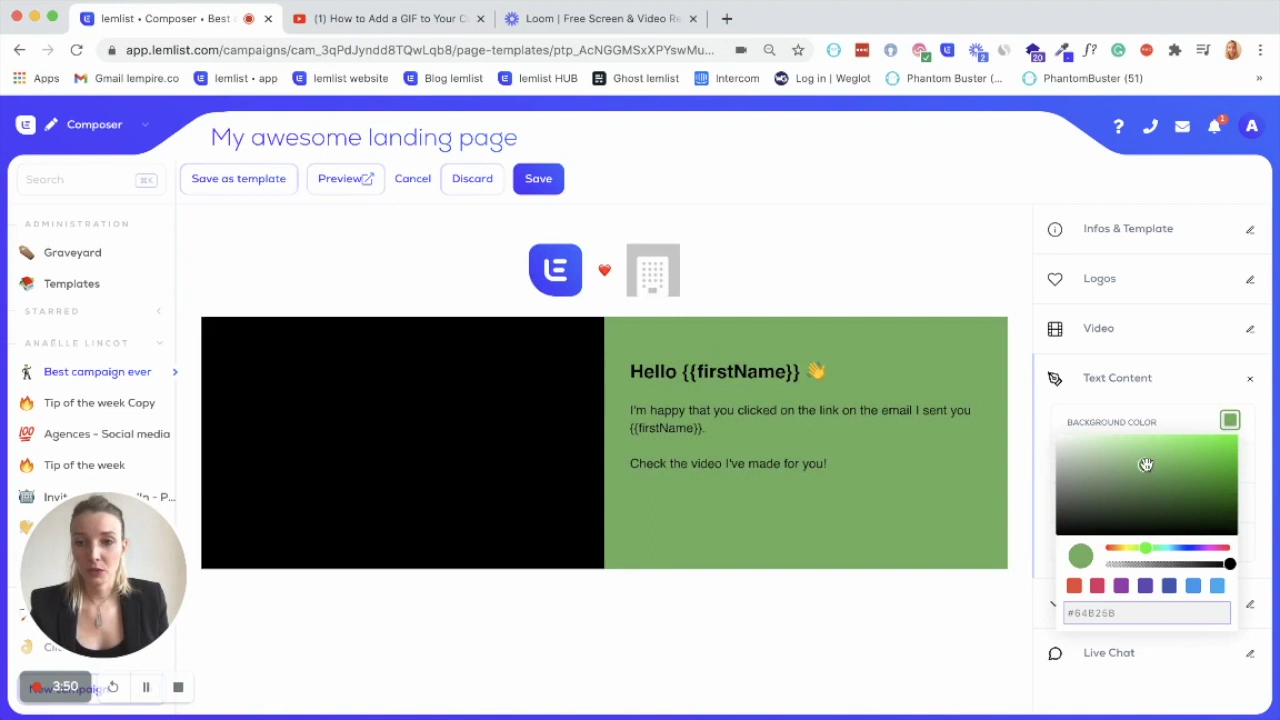 lemlist • Composer - Best c
(1) How to Add a GIF to Your C
Loom | Free Screen & Video Re
app.lemlist.com/campaigns/cam_3qPdJyndd8TQwLqb8/page-templates/ptp_AcNGGMSxXPYswMu...
Apps
Gmail lempire.co
lemlist • app
lemlist website
Blog lemlist
lemlist HUB
Ghost lemlist
Intercom
Log in | Weglot
Phantom Buster (...
PhantomBuster (51)
»
Composer
My awesome landing page
? 1 A
Search ⌘K
Save as template
Preview
Cancel
Discard
Save
ADMINISTRATION
Graveyard
Templates
STARRED
ANAËLLE LINCOT
Best campaign ever
Tip of the week Copy
Agences - Social media
Tip of the week
3:50
Hello {{firstName}} 👋
I'm happy that you clicked on the link on the email I sent you
{{firstName}}.
Check the video I've made for you!
Infos & Template
Logos
Video
Text Content
BACKGROUND COLOR
#64B25B
Live Chat